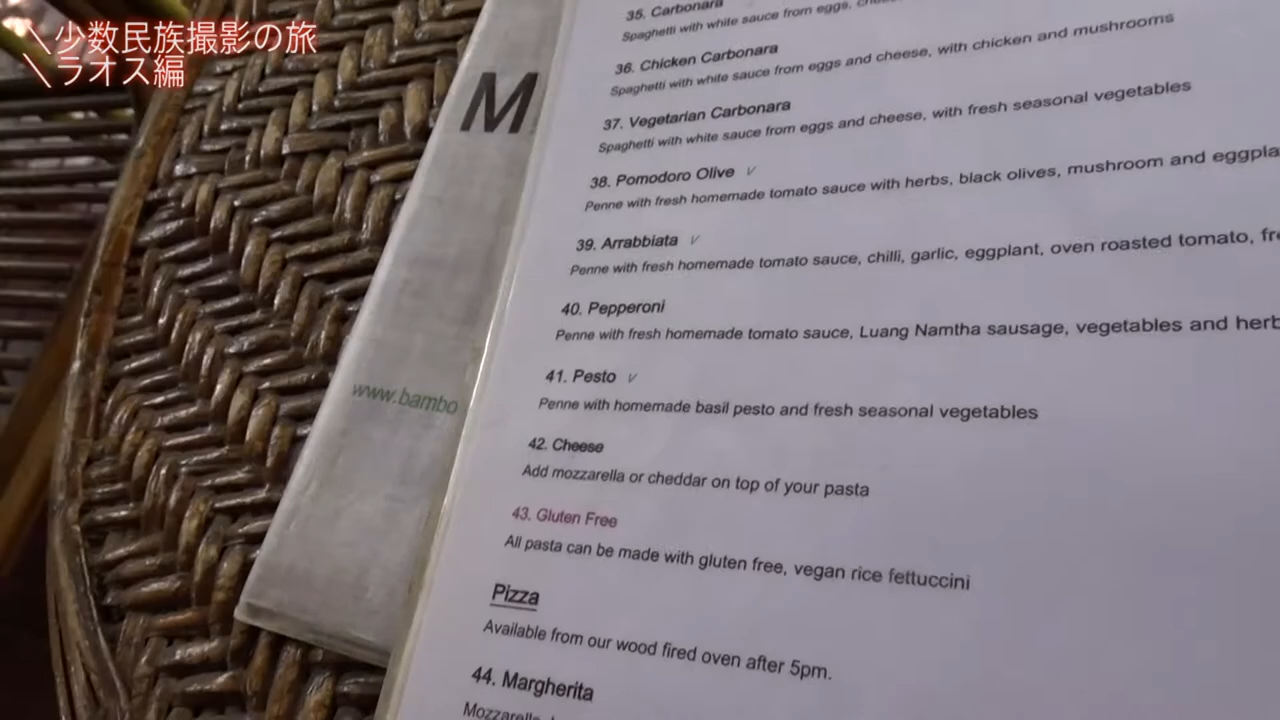 ＼少数民族撮影の旅
＼ラオス編
M
www.bambo
35. Carbonara
Spaghetti with white sauce from eggs,
36. Chicken Carbonara
Spaghetti with white sauce from eggs and cheese, with chicken and mushrooms
37. Vegetarian Carbonara
Spaghetti with white sauce from eggs and cheese, with fresh seasonal vegetables
38. Pomodoro Olive V
Penne with fresh homemade tomato sauce with herbs, black olives, mushroom and eggpla
39. Arrabbiata V
Penne with fresh homemade tomato sauce, chilli, garlic, eggplant, oven roasted tomato, fre
40. Pepperoni
Penne with fresh homemade tomato sauce, Luang Namtha sausage, vegetables and herb
41. Pesto V
Penne with homemade basil pesto and fresh seasonal vegetables
42. Cheese
Add mozzarella or cheddar on top of your pasta
43. Gluten Free
All pasta can be made with gluten free, vegan rice fettuccini
Pizza
Available from our wood fired oven after 5pm.
44. Margherita
Mozzarella,